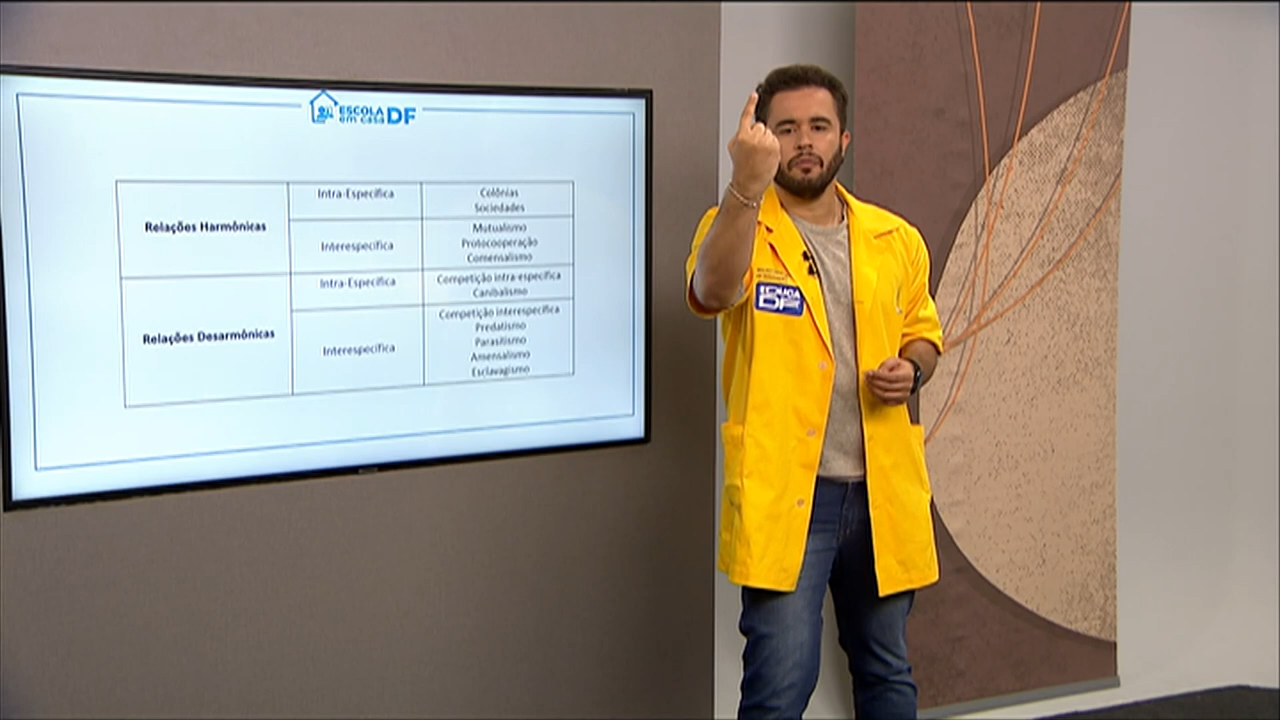 ESCOLA
em casa DF
Relações Harmônicas
Intra-Específica
Colônias
Sociedades
Interespecífica
Mutualismo
Protocooperação
Comensalismo
Relações Desarmônicas
Intra-Específica
Competição intra-específica
Canibalismo
Interespecífica
Competição interespecífica
Predatismo
Parasitismo
Amensalismo
Esclavagismo
EDUCA
DF